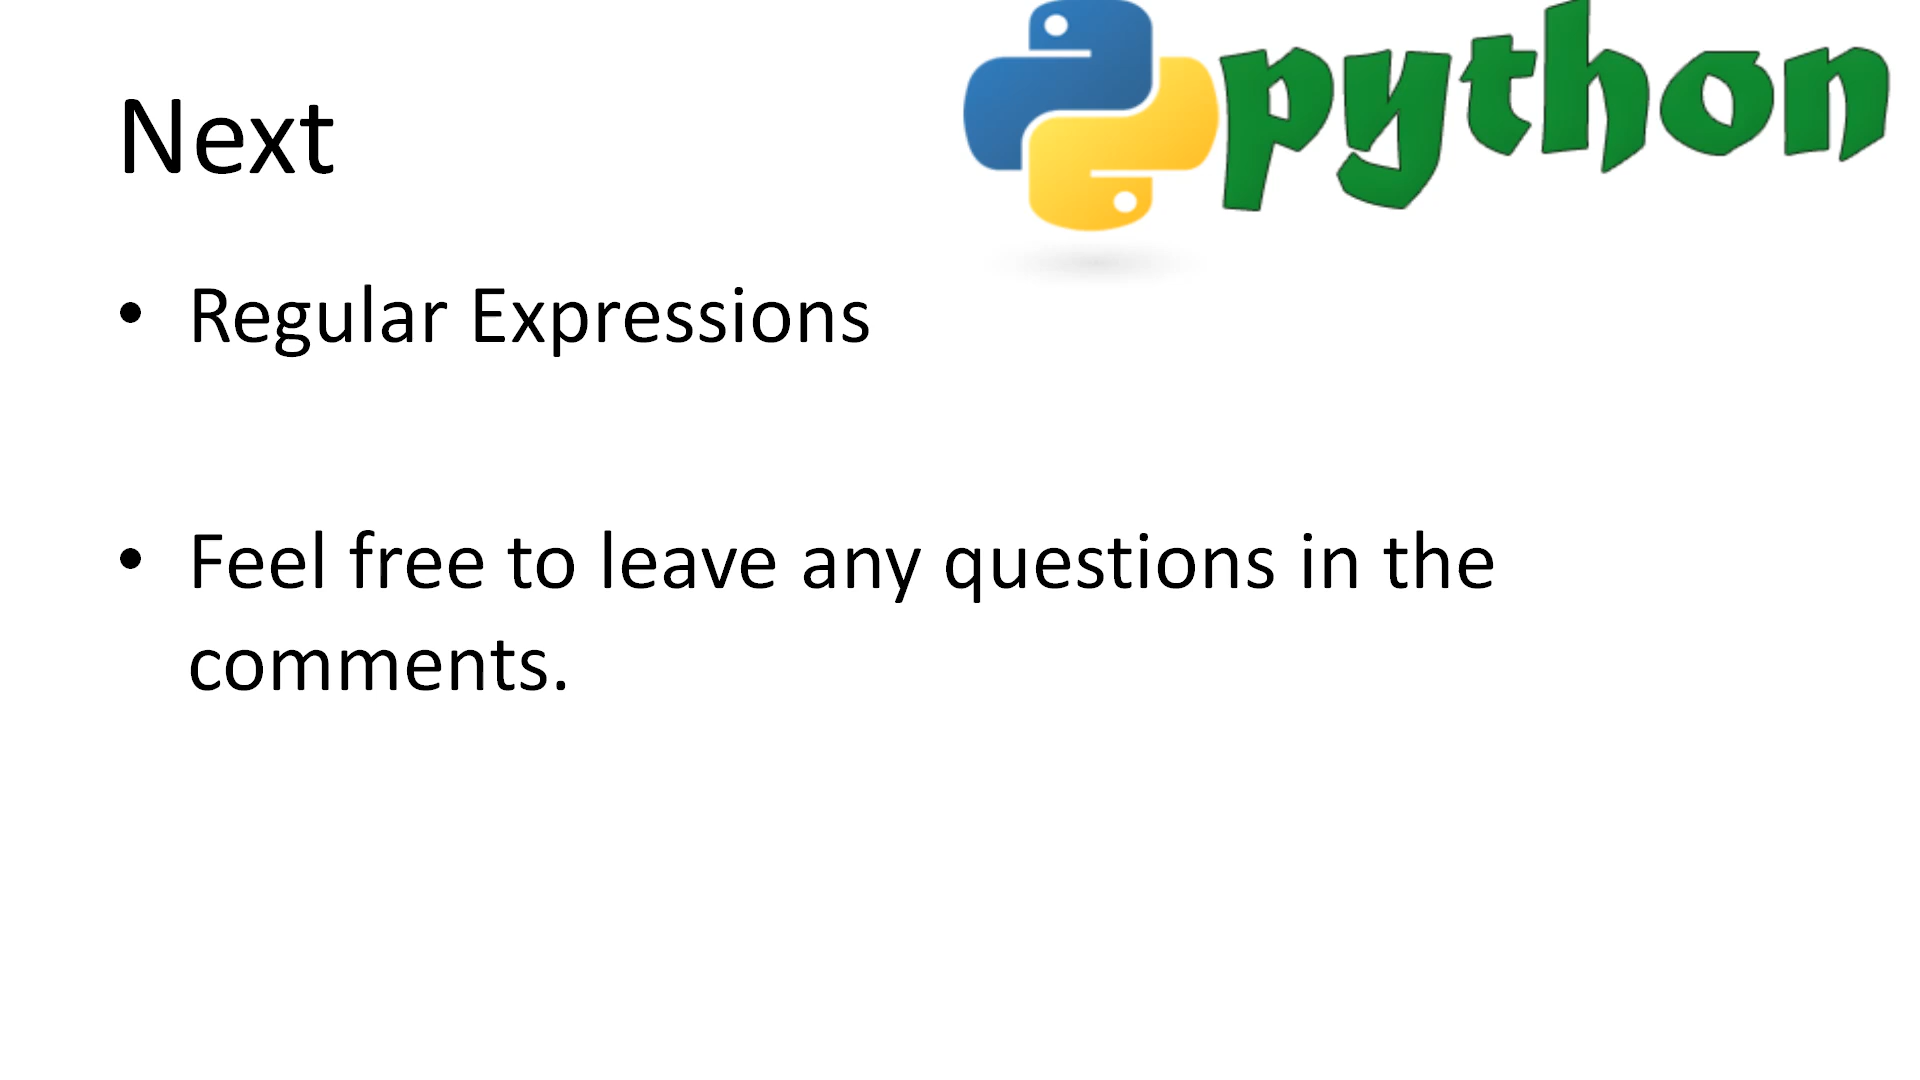 python
Next
• Regular Expressions
• Feel free to leave any questions in the
comments.